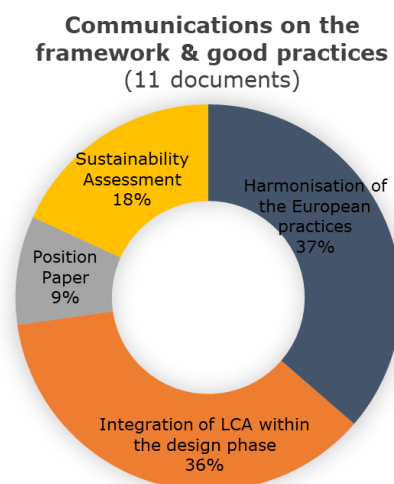 Communications on the
framework & good practices
(11 documents)
Sustainability
Assessment
18%
Harmonisation of
the European
practices
37%
Position
Paper
9%
Integration of LCA within
the design phase
36%